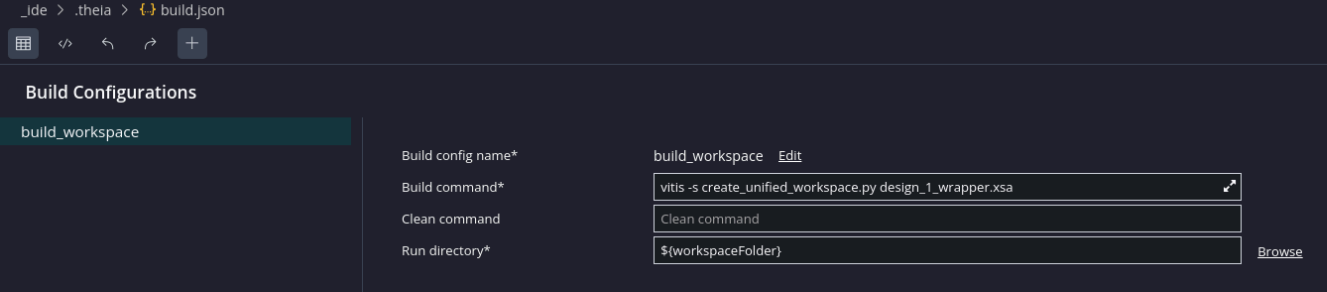 _ide > .theia > {..} build.json
Build Configurations
build_workspace
Build config name* build_workspace Edit
Build command* vitis -s create_unified_workspace.py design_1_wrapper.xsa
Clean command Clean command
Run directory* ${workspaceFolder} Browse